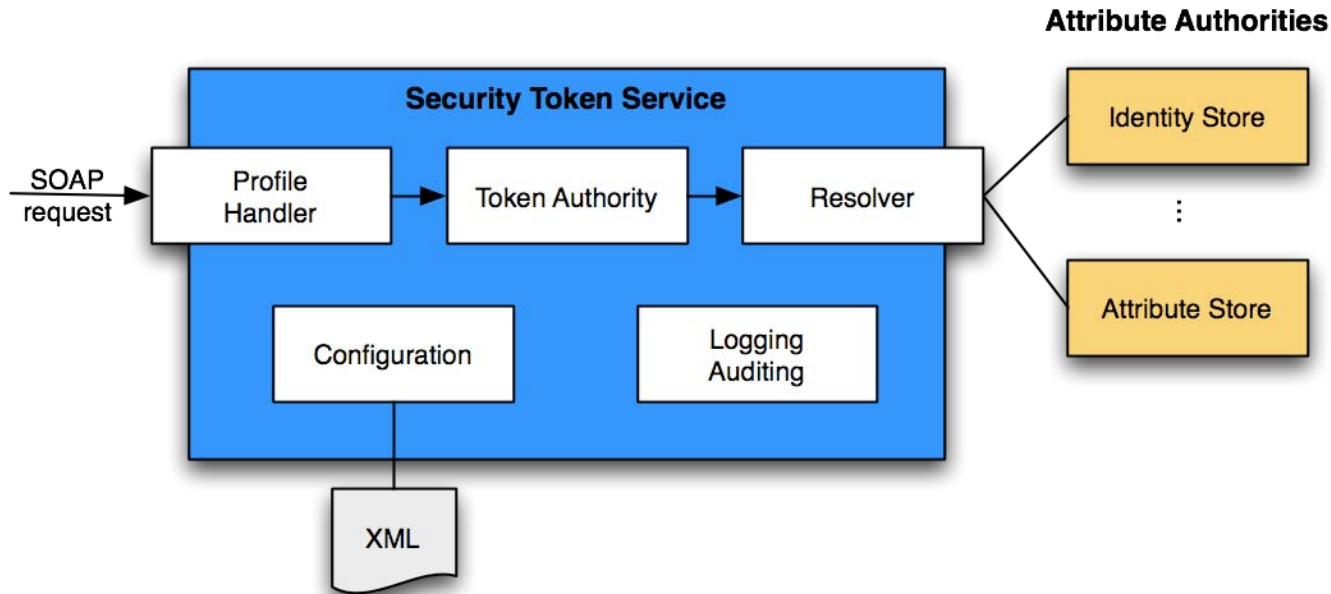 Attribute Authorities
Security Token Service
Identity Store
SOAP
request
Profile
Handler
Token Authority
Resolver
...
Attribute Store
Configuration
Logging
Auditing
XML